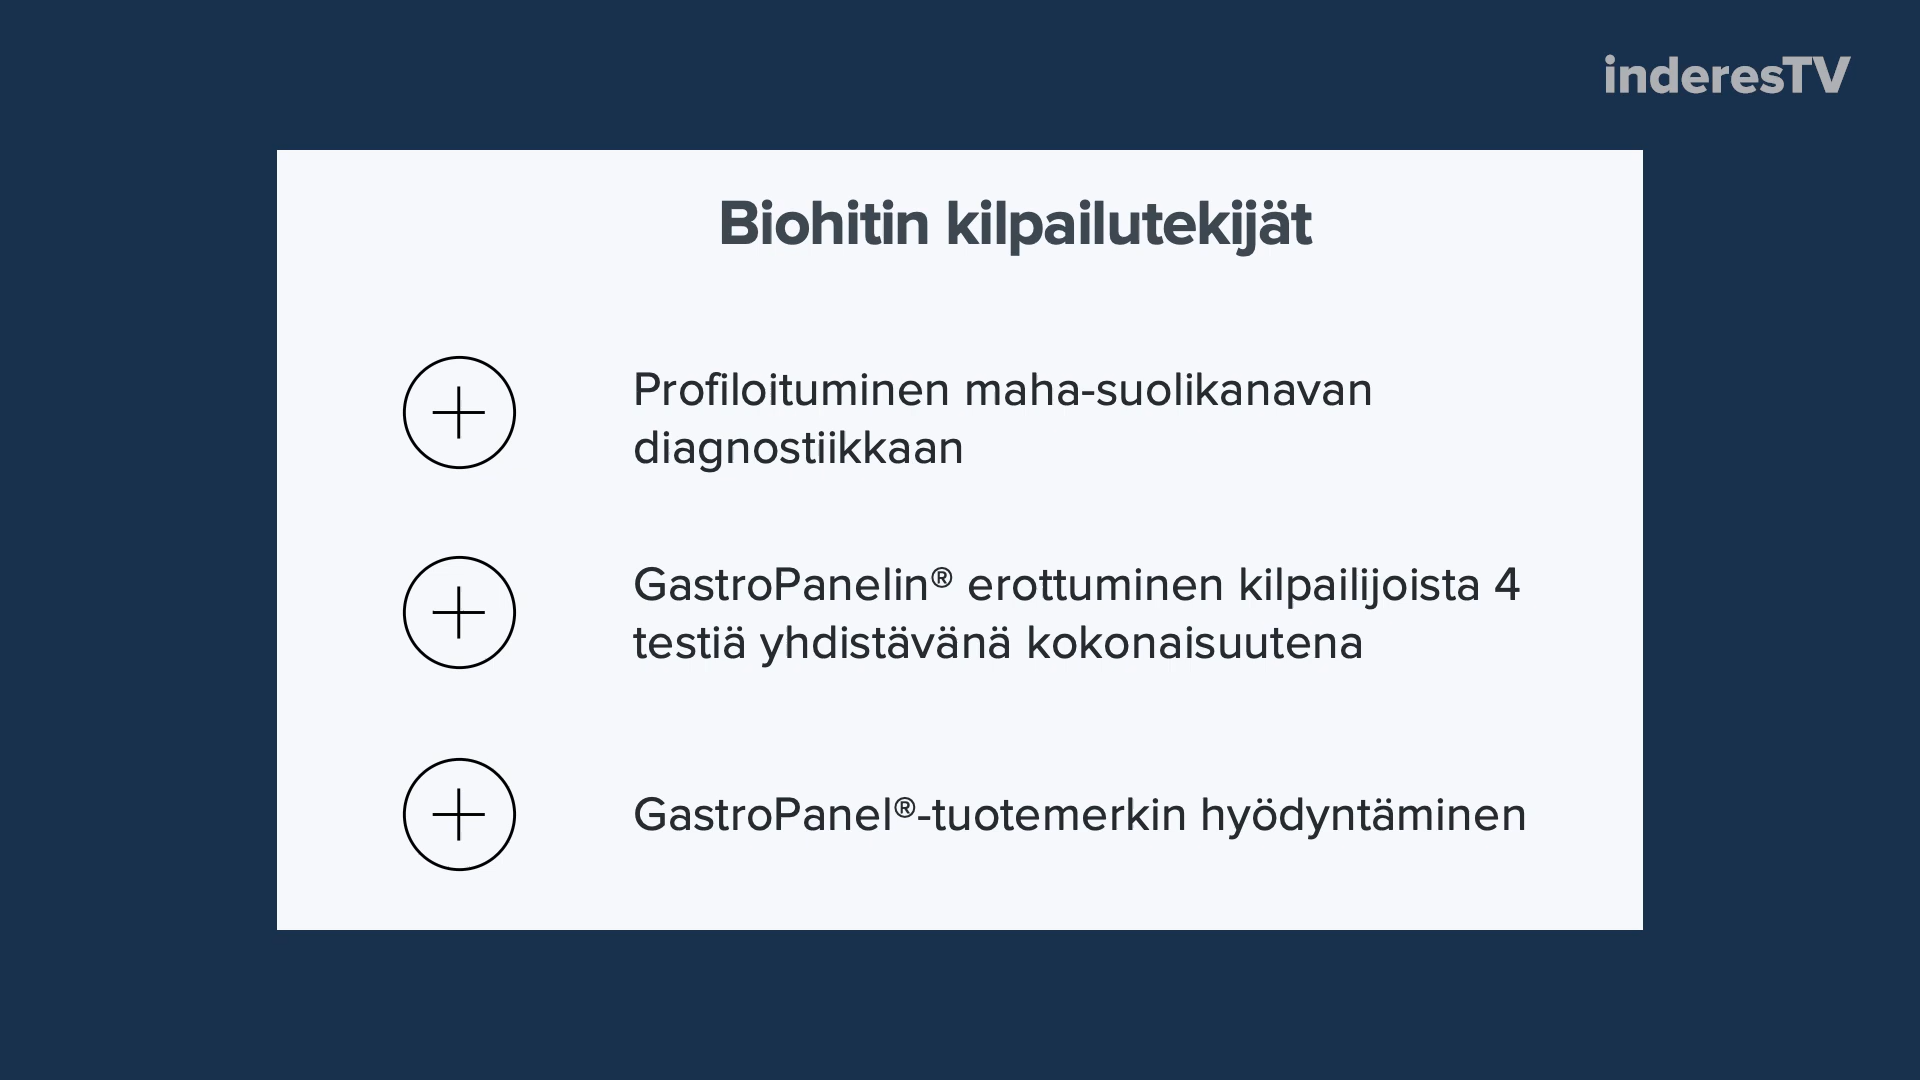 inderesTV
Biohitin kilpailutekijät
Profiloituminen maha-suolikanavan
diagnostiikkaan
GastroPanelin® erottuminen kilpailijoista 4
testiä yhdistävänä kokonaisuutena
GastroPanel®-tuotemerkin hyödyntäminen